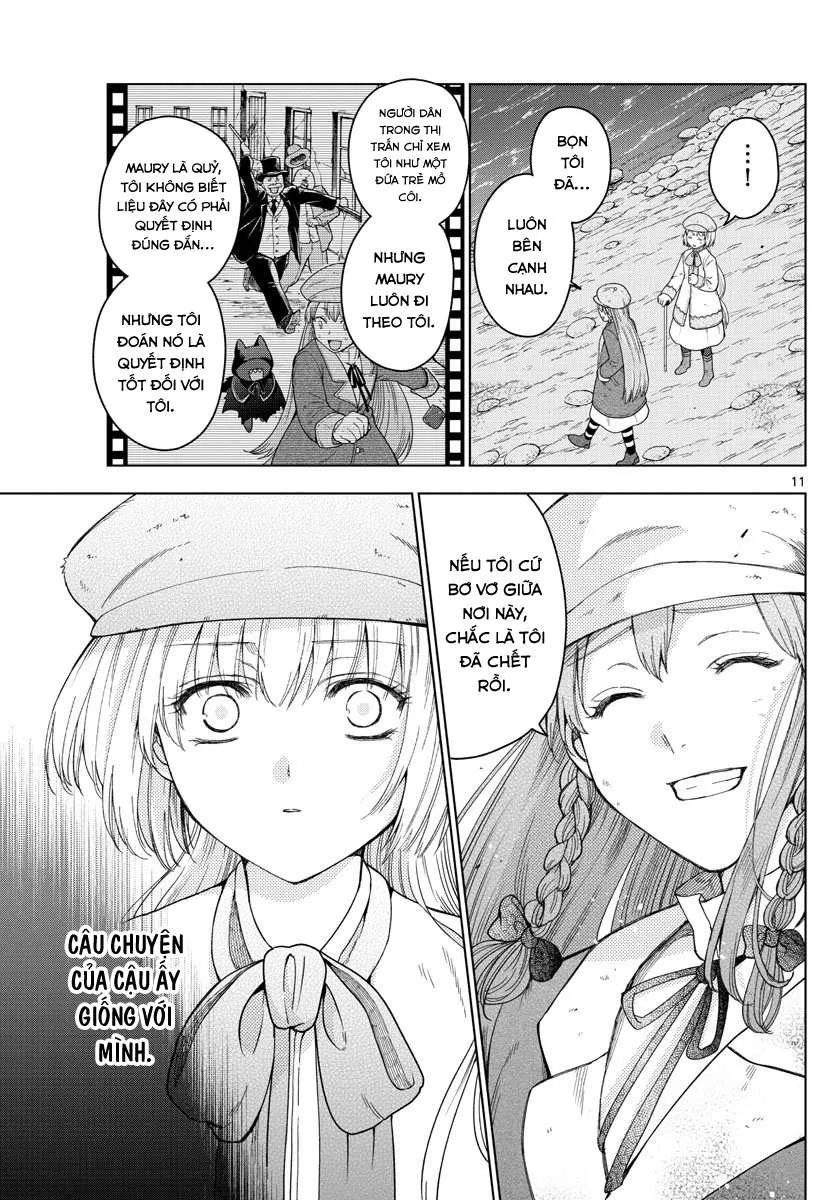 ...!
BỌN
TÔI
ĐÃ...
LUÔN
BÊN
CẠNH
NHAU.
NGƯỜI DÂN
TRONG THỊ
TRẤN CHỈ XEM
TÔI NHƯ MỘT
ĐỨA TRẺ MỒ
CÔI.
NHƯNG
MAURY
LUÔN ĐI
THEO TÔI.
MAURY LÀ QUỶ,
TÔI KHÔNG BIẾT
LIỆU ĐÂY CÓ PHẢI
QUYẾT ĐỊNH
ĐÚNG ĐẮN...
NHƯNG TÔI
ĐOÁN NÓ LÀ
QUYẾT ĐỊNH
TỐT ĐỐI VỚI
TÔI.
11
NẾU TÔI CỨ
BƠ VƠ GIỮA
NƠI NÀY,
CHẮC LÀ TÔI
ĐÃ CHẾT
RỒI.
CÂU CHUYỆN
CỦA CẬU ẤY
GIỐNG VỚI
MÌNH.